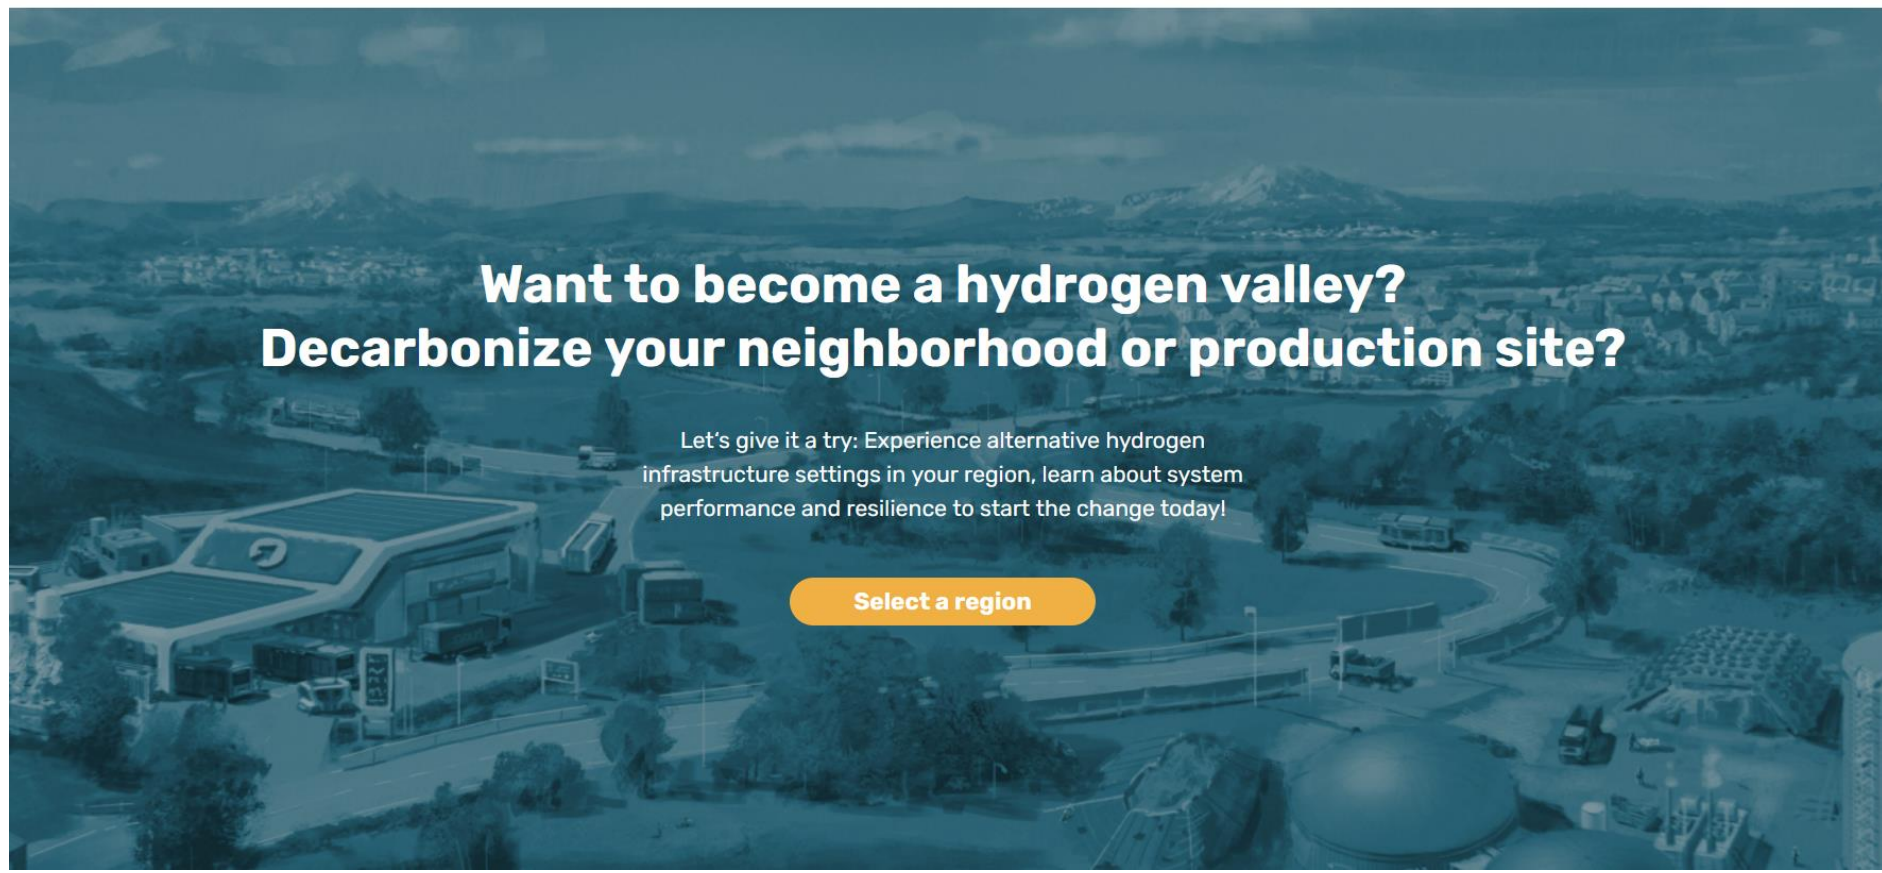 Want to become a hydrogen valley?
Decarbonize your neighborhood or production site?
Let's give it a try: Experience alternative hydrogen
infrastructure settings in your region, learn about system
performance and resilience to start the change today!
Select a region